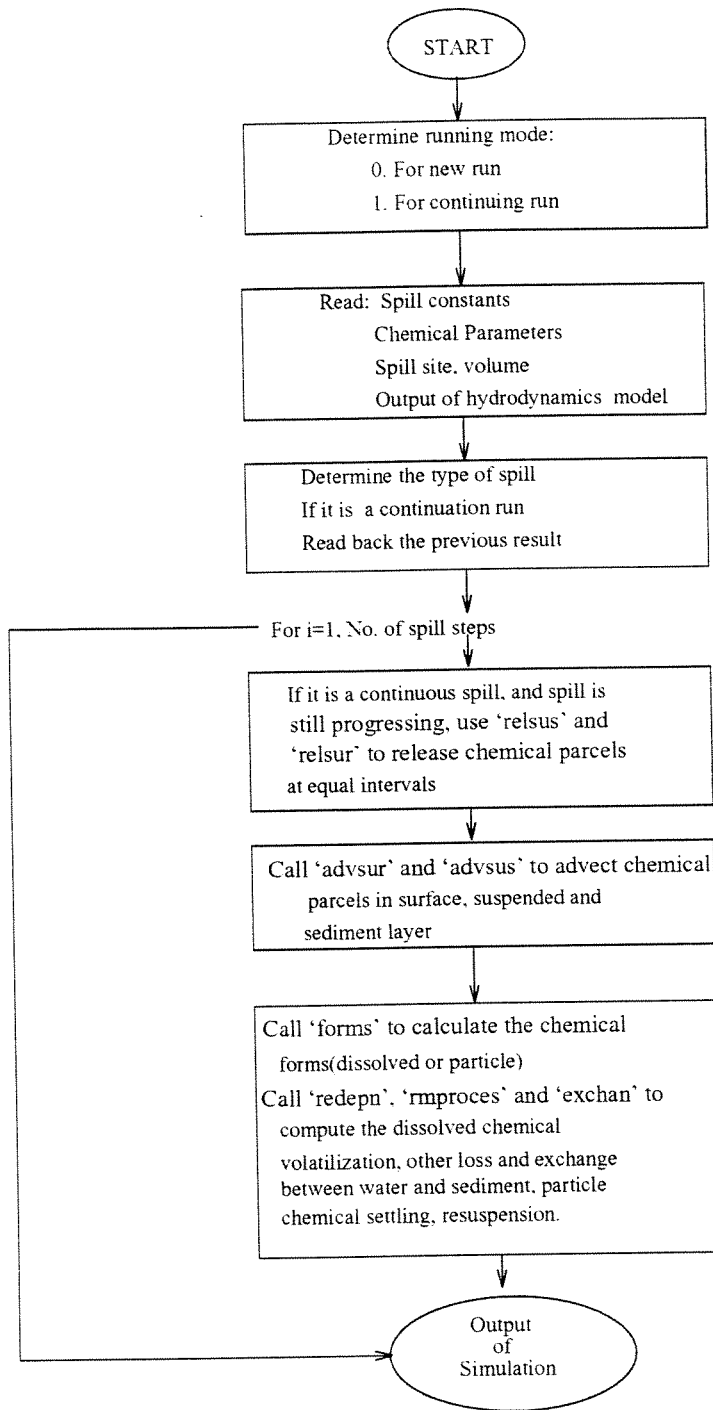 START
Determine running mode:
0. For new run
1. For continuing run
Read: Spill constants
Chemical Parameters
Spill site. volume
Output of hydrodynamics model
Determine the type of spill
If it is a continuation run
Read back the previous result
For i=1, No. of spill steps
If it is a continuous spill, and spill is
still progressing, use ‘relsus‘ and
‘relsur‘ to release chemical parcels
at equal intervals
Call ‘advsur‘ and ‘advsus‘ to advect chemical
parcels in surface, suspended and
sediment layer
Call ‘forms‘ to calculate the chemical
forms(dissolved or particle)
Call ‘redepn‘, ‘rmproces‘ and ‘exchan‘ to
compute the dissolved chemical
volatilization, other loss and exchange
between water and sediment, particle
chemical settling, resuspension.
Output
of
Simulation